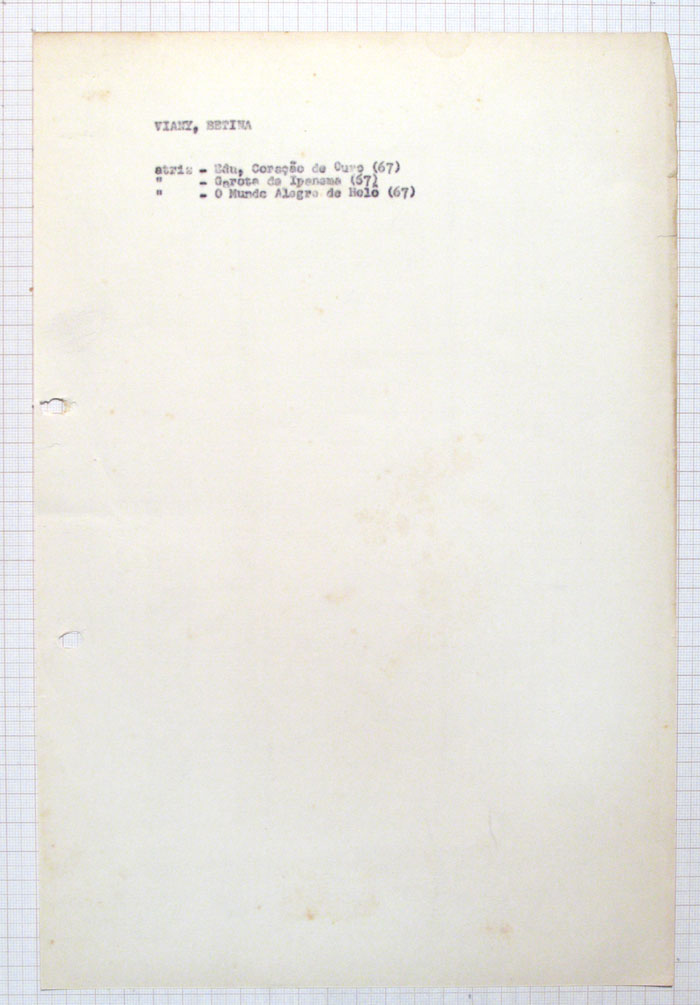 VIANY, BETINA
atriz - Edu, Coração de Ouro (67)
" - Garota de Ipanema (67)
" - O Mundo Alegre de Helô (67)